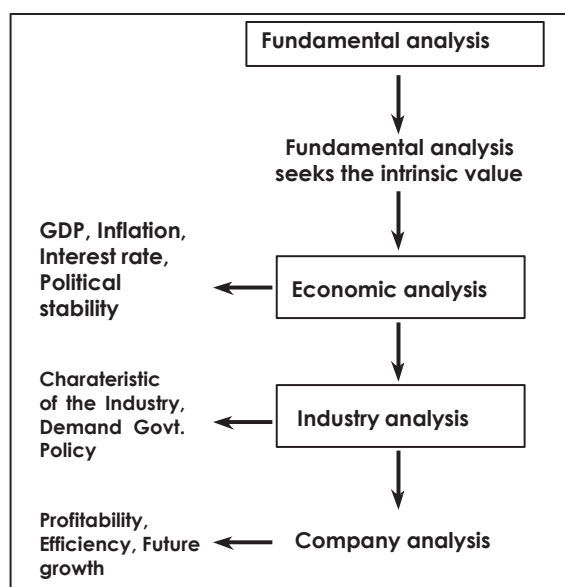 Fundamental analysis
Fundamental analysis
seeks the intrinsic value
GDP, Inflation,
Interest rate,
Political
stability
Economic analysis
Charateristic
of the Industry,
Demand Govt.
Policy
Industry analysis
Profitability,
Efficiency, Future
growth
Company analysis